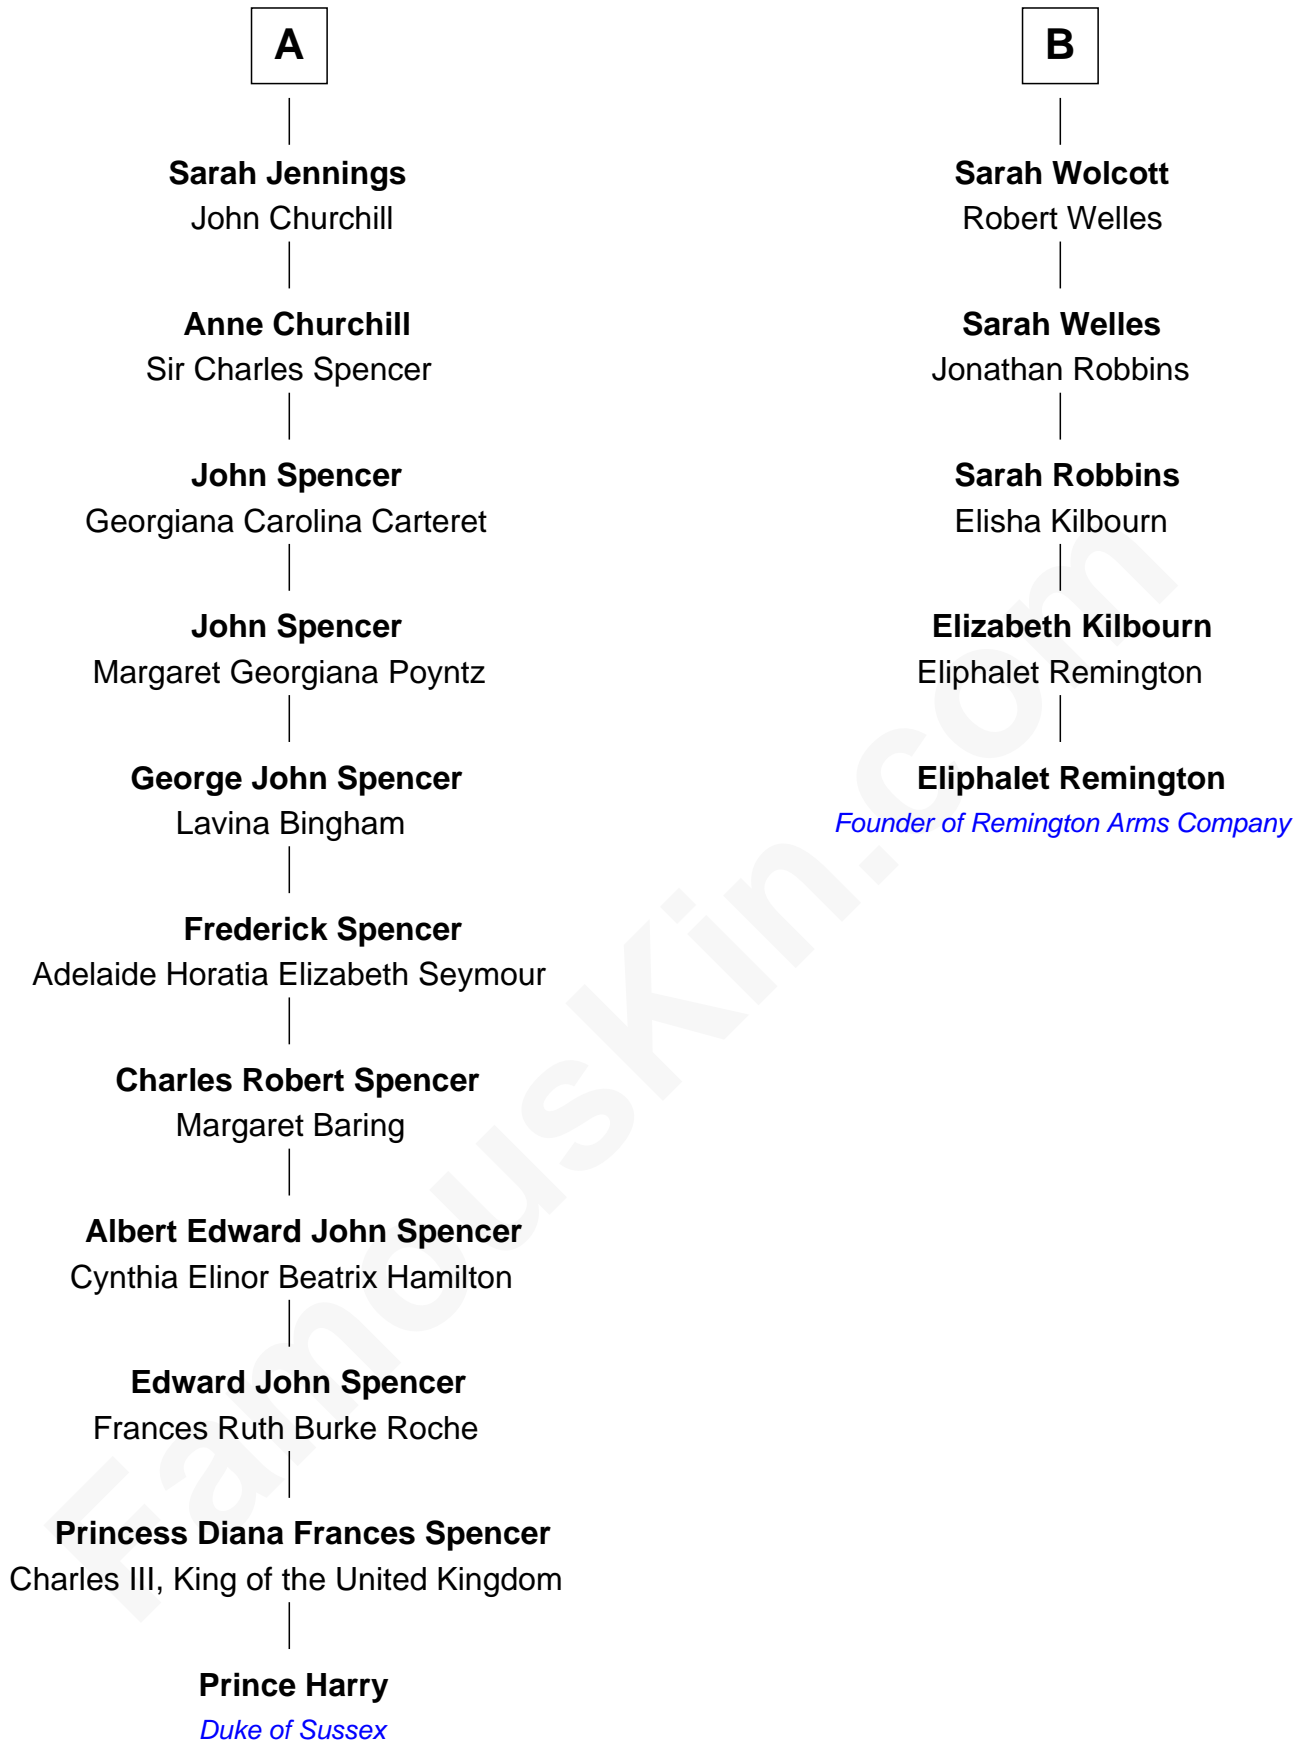 A
Sarah Jennings
John Churchill
Anne Churchill
Sir Charles Spencer
John Spencer
Georgiana Carolina Carteret
John Spencer
Margaret Georgiana Poyntz
George John Spencer
Lavina Bingham
Frederick Spencer
Adelaide Horatia Elizabeth Seymour
Charles Robert Spencer
Margaret Baring
Albert Edward John Spencer
Cynthia Elinor Beatrix Hamilton
Edward John Spencer
Frances Ruth Burke Roche
Princess Diana Frances Spencer
Charles III, King of the United Kingdom
Prince Harry
Duke of Sussex
B
Sarah Wolcott
Robert Welles
Sarah Welles
Jonathan Robbins
Sarah Robbins
Elisha Kilbourn
Elizabeth Kilbourn
Eliphalet Remington
Eliphalet Remington
Founder of Remington Arms Company
FamousKin.com